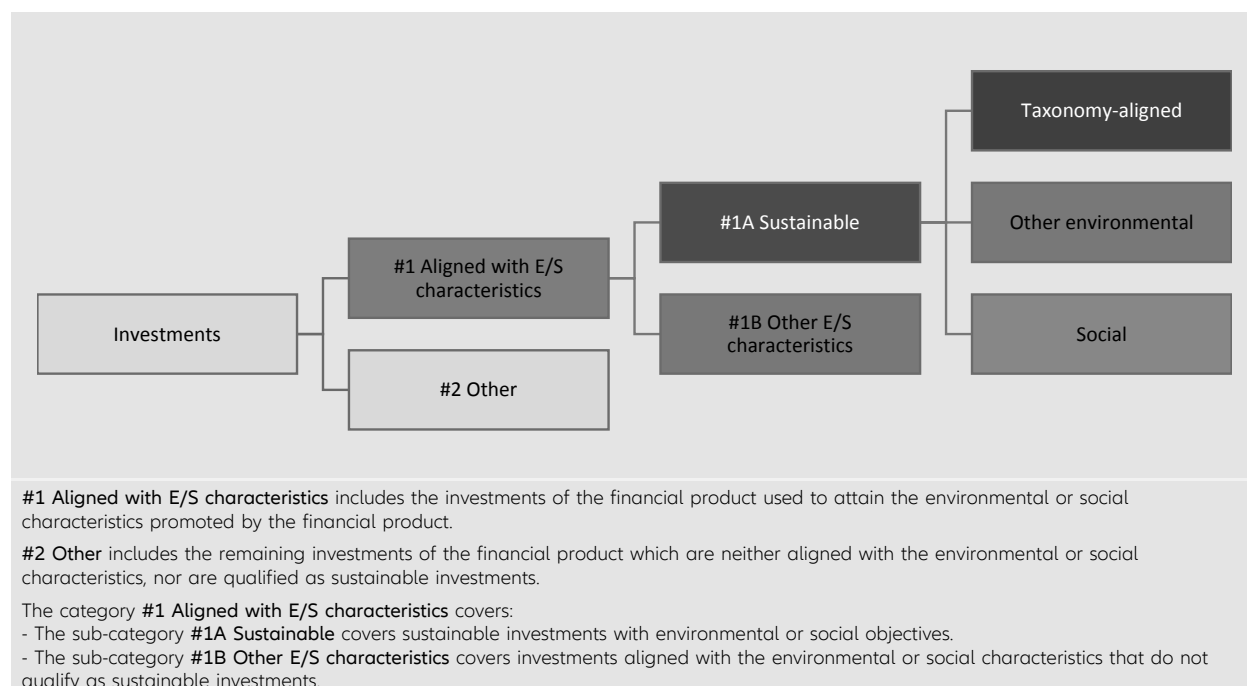 Taxonomy-aligned
#1A Sustainable
Other environmental
#1 Aligned with E/S
characteristics
Investments
#1B Other E/S
characteristics
Social
#2 Other
#1 Aligned with E/S characteristics includes the investments of the financial product used to attain the environmental or social
characteristics promoted by the financial product.
#2 Other includes the remaining investments of the financial product which are neither aligned with the environmental or social
characteristics, nor are qualified as sustainable investments.
The category #1 Aligned with E/S characteristics covers:
- The sub-category #1A Sustainable covers sustainable investments with environmental or social objectives.
- The sub-category #1B Other E/S characteristics covers investments aligned with the environmental or social characteristics that do not
qualify as sustainable investments.